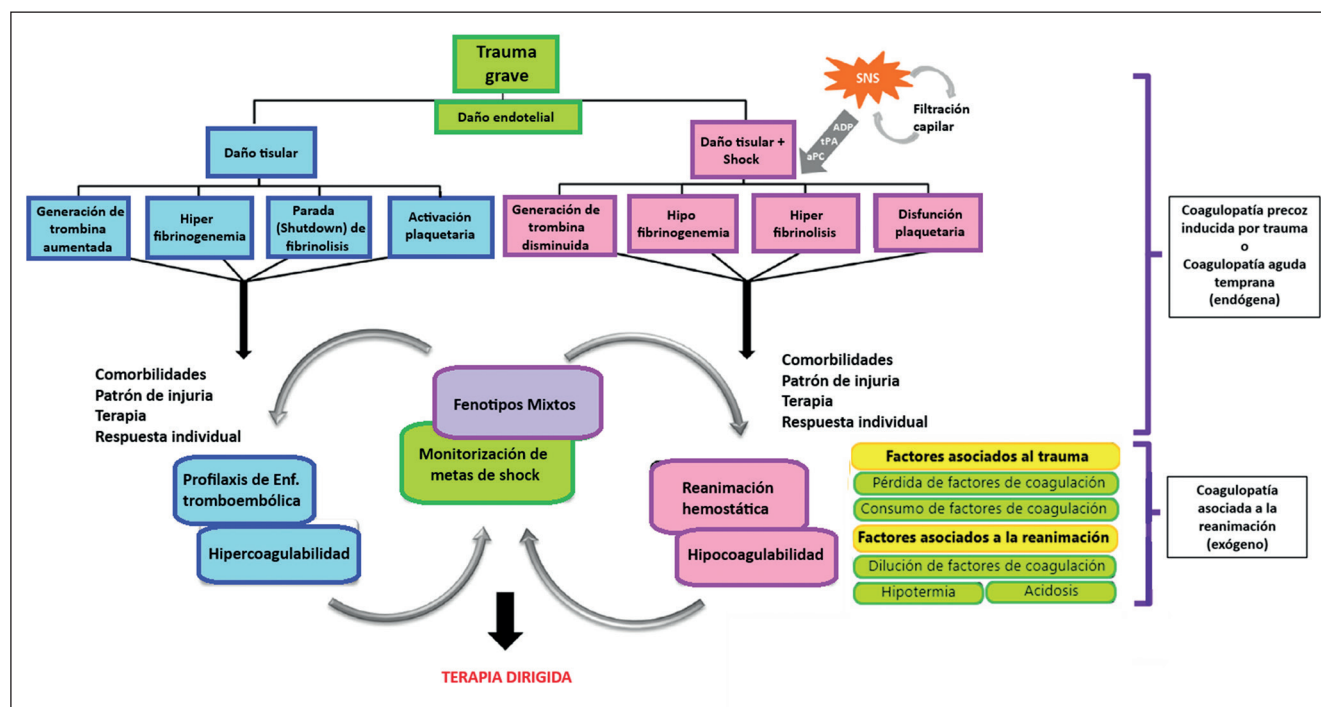 Trauma
grave
Daño endotelial
SNS
Filtración
capilar
ADP
tPA
aPC
Daño tisular
Daño tisular +
Shock
Generación de
trombina
aumentada
Hiper
fibrinogenemia
Parada
(Shutdown) de
fibrinolisis
Activación
plaquetaria
Generación de
trombina
disminuida
Hipo
fibrinogenemia
Hiper
fibrinolisis
Disfunción
plaquetaria
Coagulopatía precoz
inducida por trauma
o
Coagulopatía aguda
temprana
(endógena)
Comorbilidades
Patrón de injuria
Terapia
Respuesta individual
Fenotipos Mixtos
Monitorización de
metas de shock
Comorbilidades
Patrón de injuria
Terapia
Respuesta individual
Profilaxis de Enf.
tromboembólica
Hipercoagulabilidad
Reanimación
hemostática
Hipocoagulabilidad
Factores asociados al trauma
Pérdida de factores de coagulación
Consumo de factores de coagulación
Factores asociados a la reanimación
Dilución de factores de coagulación
Hipotermia
Acidosis
Coagulopatía
asociada a la
reanimación
(exógeno)
TERAPIA DIRIGIDA